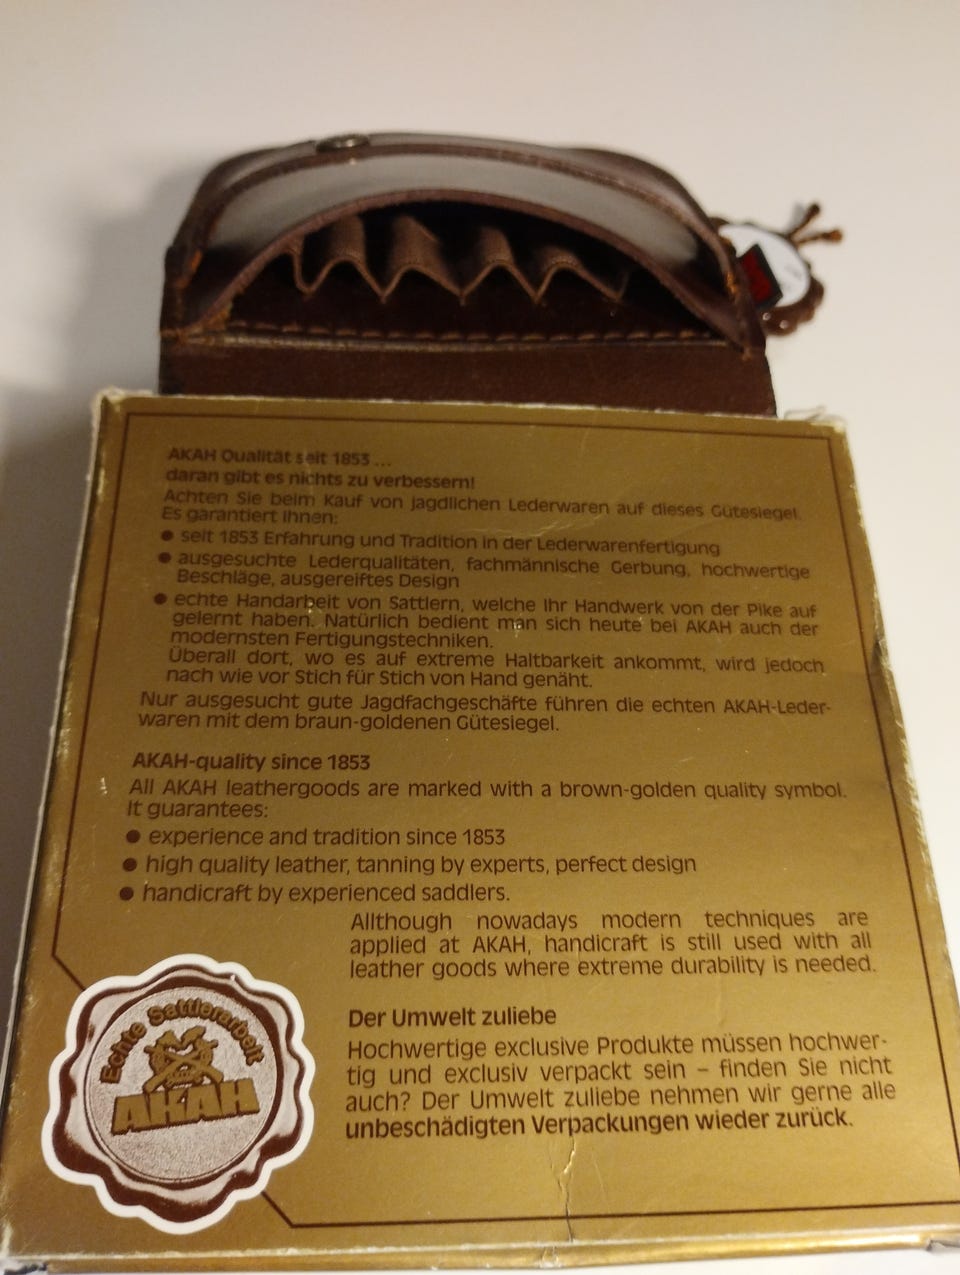 AKAH Qualität seit 1853 ...
daran gibt es nichts zu verbessern!
Achten Sie beim Kauf von jagdlichen Lederwaren auf dieses Gütesiegel.
Es garantiert Ihnen:
● seit 1853 Erfahrung und Tradition in der Lederwarenfertigung
● ausgesuchte Lederqualitäten, fachmännische Gerbung, hochwertige
Beschläge, ausgereiftes Design
● echte Handarbeit von Sattlern, welche Ihr Handwerk von der Pike auf
gelernt haben. Natürlich bedient man sich heute bei AKAH auch der
modernsten Fertigungstechniken.
Überall dort, wo es auf extreme Haltbarkeit ankommt, wird jedoch
nach wie vor Stich für Stich von Hand genäht.
Nur ausgesucht gute Jagdfachgeschäfte führen die echten AKAH-Leder-
waren mit dem braun-goldenen Gütesiegel.
AKAH-quality since 1853
All AKAH leathergoods are marked with a brown-golden quality symbol.
It guarantees:
● experience and tradition since 1853
● high quality leather, tanning by experts, perfect design
● handicraft by experienced saddlers.
Allthough nowadays modern techniques are
applied at AKAH, handicraft is still used with all
leather goods where extreme durability is needed.
Der Umwelt zuliebe
Hochwertige exclusive Produkte müssen hochwer-
tig und exclusiv verpackt sein – finden Sie nicht
auch? Der Umwelt zuliebe nehmen wir gerne alle
unbeschädigten Verpackungen wieder zurück.
Echte Sattlerarbeit
AKAH